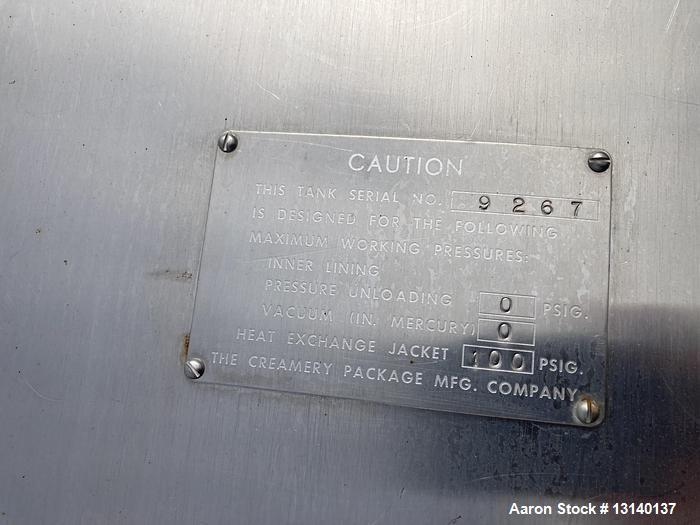 CAUTION
THIS TANK SERIAL NO. 9267
IS DESIGNED FOR THE FOLLOWING
MAXIMUM WORKING PRESSURES:
INNER LINING
PRESSURE UNLOADING 0 PSIG.
VACUUM (IN. MERCURY) 0
HEAT EXCHANGE JACKET 100 PSIG.
THE CREAMERY PACKAGE MFG. COMPANY
Aaron Stock # 13140137